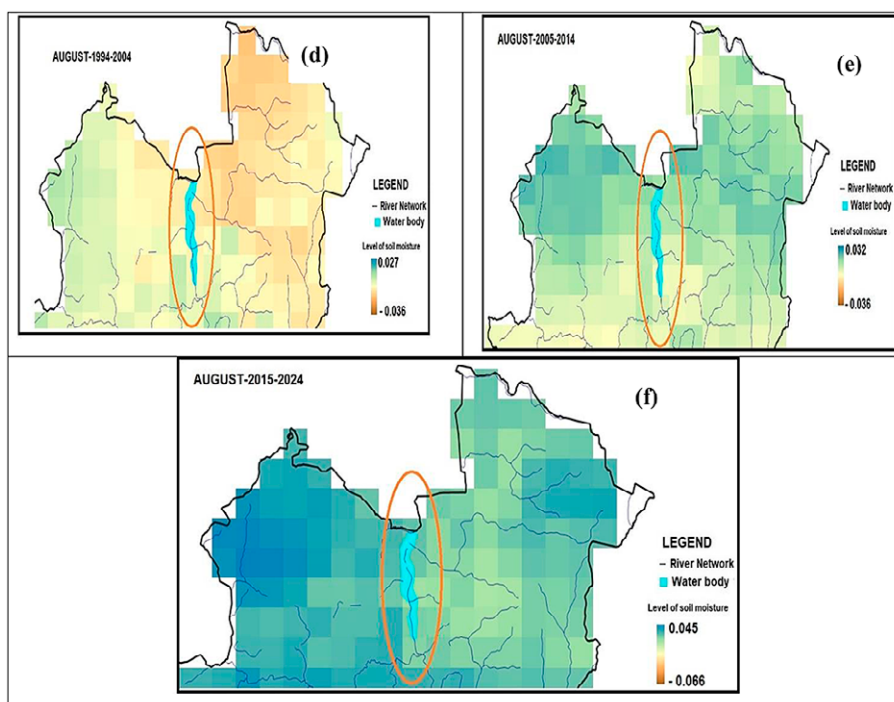 AUGUST-1994-2004
(d)
LEGEND
River Network
Water body
Level of soil moisture
0.027
- 0.036
AUGUST-2005-2014
(e)
LEGEND
River Network
Water body
Level of soil moisture
0.032
-0.036
AUGUST-2015-2024
(f)
LEGEND
River Network
Water body
Level of soil moisture
0.045
- 0.066